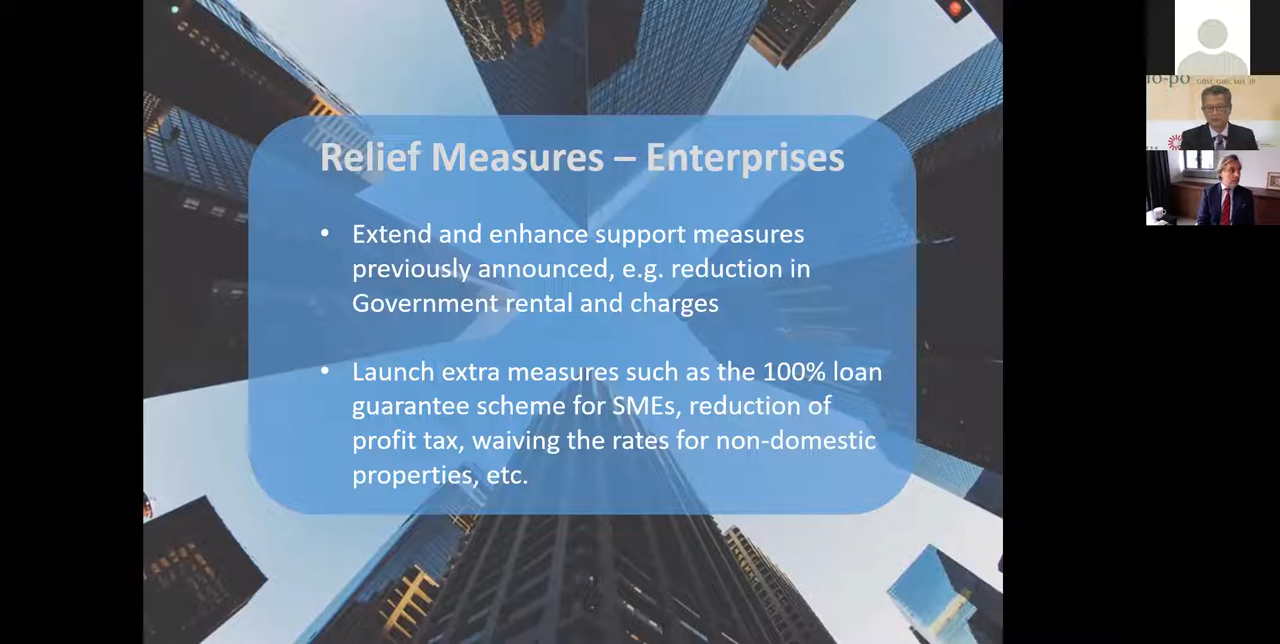 Relief Measures – Enterprises
• Extend and enhance support measures
previously announced, e.g. reduction in
Government rental and charges
• Launch extra measures such as the 100% loan
guarantee scheme for SMEs, reduction of
profit tax, waiving the rates for non-domestic
properties, etc.